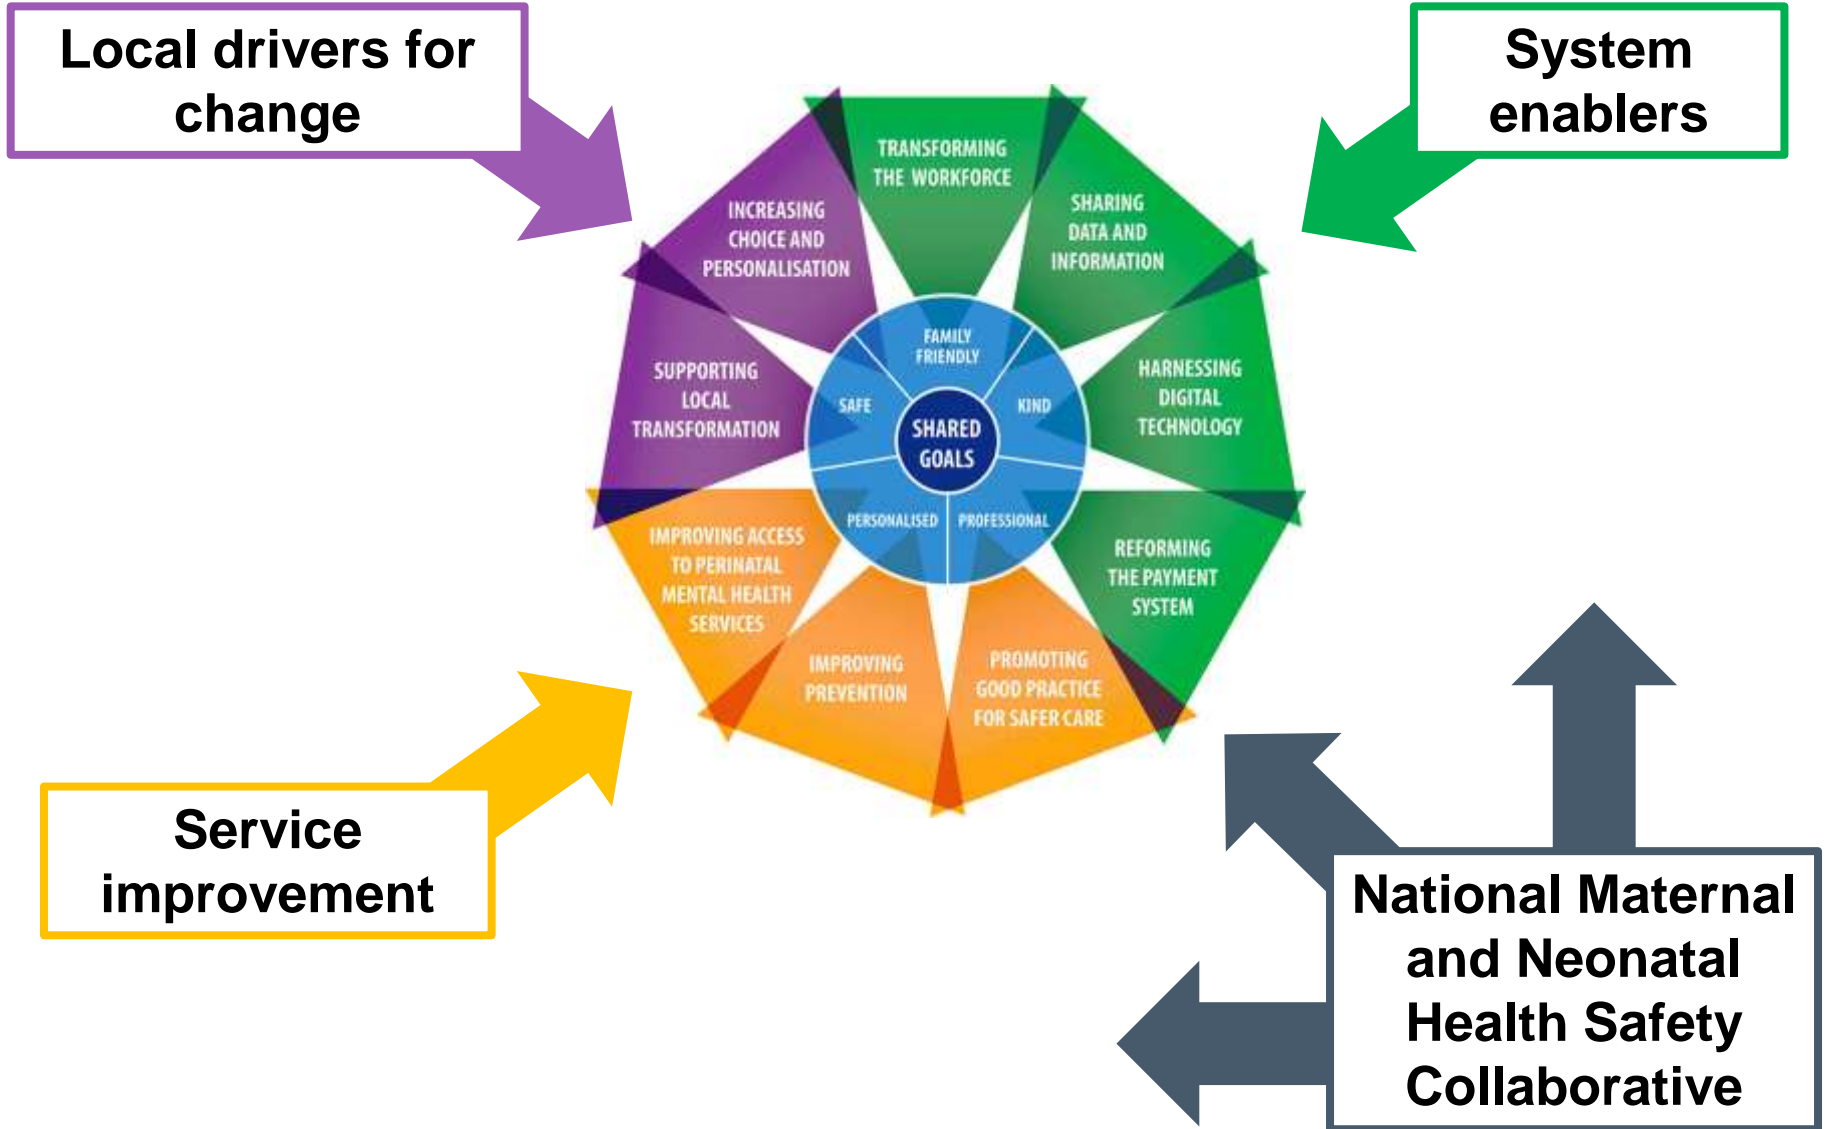 Local drivers for
change
System
enablers
TRANSFORMING
THE WORKFORCE
SHARING
DATA AND
INFORMATION
HARNESSING
DIGITAL
TECHNOLOGY
REFORMING
THE PAYMENT
SYSTEM
PROMOTING
GOOD PRACTICE
FOR SAFER CARE
IMPROVING
PREVENTION
IMPROVING ACCESS
TO PERINATAL
MENTAL HEALTH
SERVICES
SUPPORTING
LOCAL
TRANSFORMATION
INCREASING
CHOICE AND
PERSONALISATION
FAMILY
FRIENDLY
KIND
PROFESSIONAL
PERSONALISED
SAFE
SHARED
GOALS
Service
improvement
National Maternal
and Neonatal
Health Safety
Collaborative